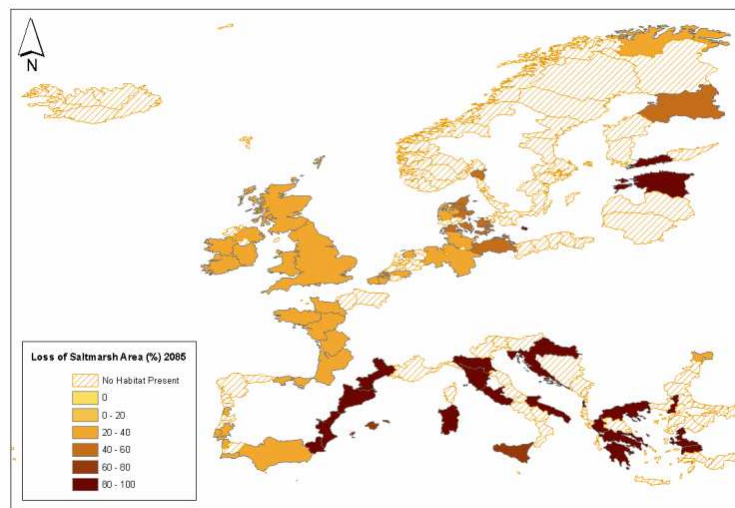 N
Loss of Saltmarsh Area (%) 2085
No Habitat Present
0
0 - 20
20 - 40
40 - 60
60 - 80
80 - 100